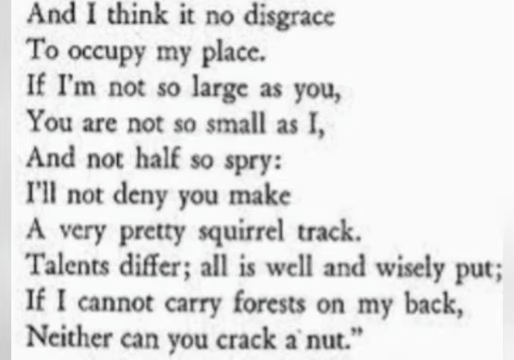 And I think it no disgrace
To occupy my place.
If I'm not so large as you,
You are not so small as I,
And not half so spry:
I'll not deny you make
A very pretty squirrel track.
Talents differ; all is well and wisely put;
If I cannot carry forests on my back,
Neither can you crack a nut."